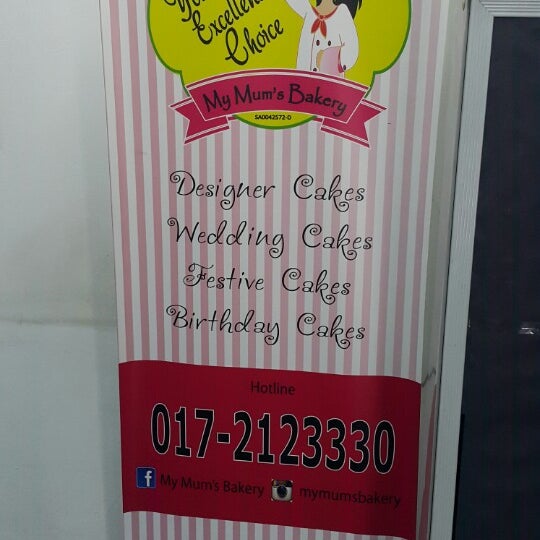 Excellent
Choice
My Mum's Bakery
SA0042572-D
Designer Cakes
Wedding Cakes
Festive Cakes
Birthday Cakes
Hotline
017-2123330
f My Mum's Bakery mymumsbakery